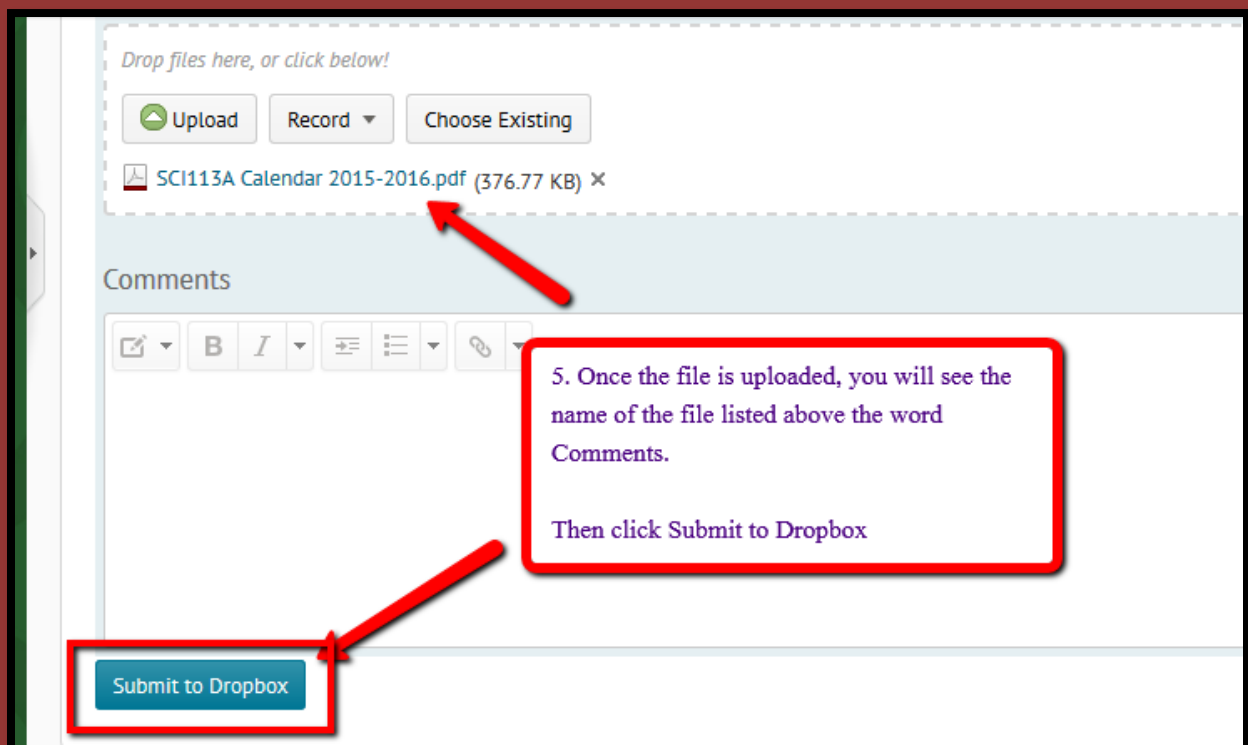 Drop files here, or click below!
Upload Record Choose Existing
SCI113A Calendar 2015-2016.pdf (376.77 KB) ×
Comments
B I
5. Once the file is uploaded, you will see the
name of the file listed above the word
Comments.
Then click Submit to Dropbox
Submit to Dropbox